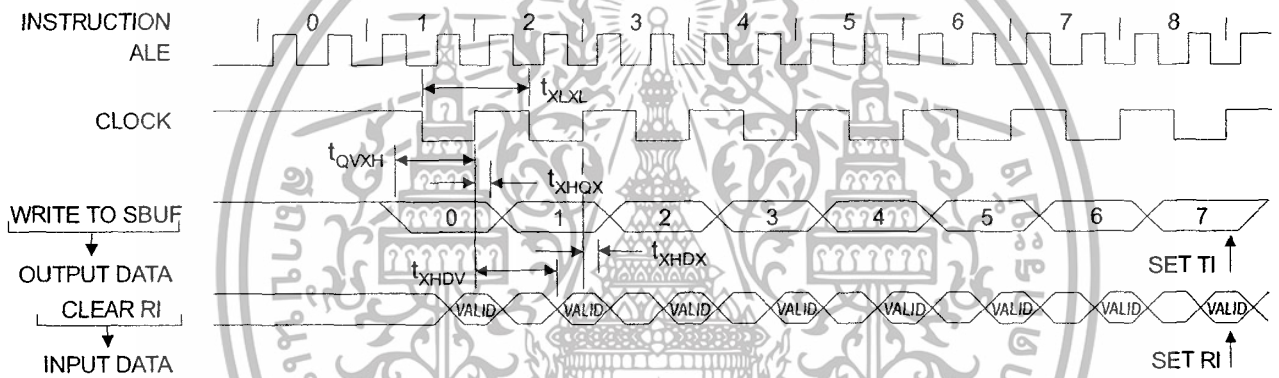 INSTRUCTION 0 1 2 3 4 5 6 7 8
ALE
tXLXL
CLOCK
tQVXH
tXHQX
WRITE TO SBUF 0 1 2 3 4 5 6 7
tXHDX
OUTPUT DATA
SET TI
tXHDV
CLEAR RI
VALID VALID VALID VALID VALID VALID VALID VALID
INPUT DATA
SET RI